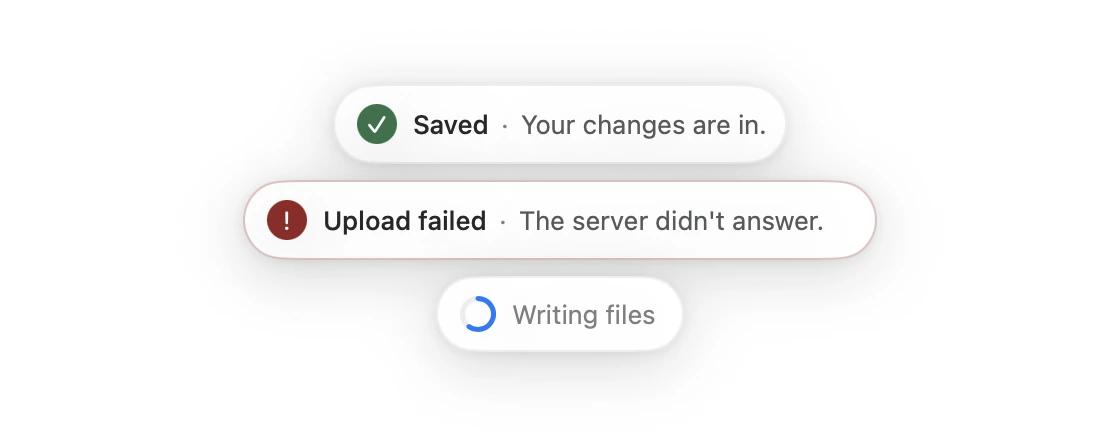 Saved · Your changes are in.
Upload failed · The server didn't answer.
Writing files